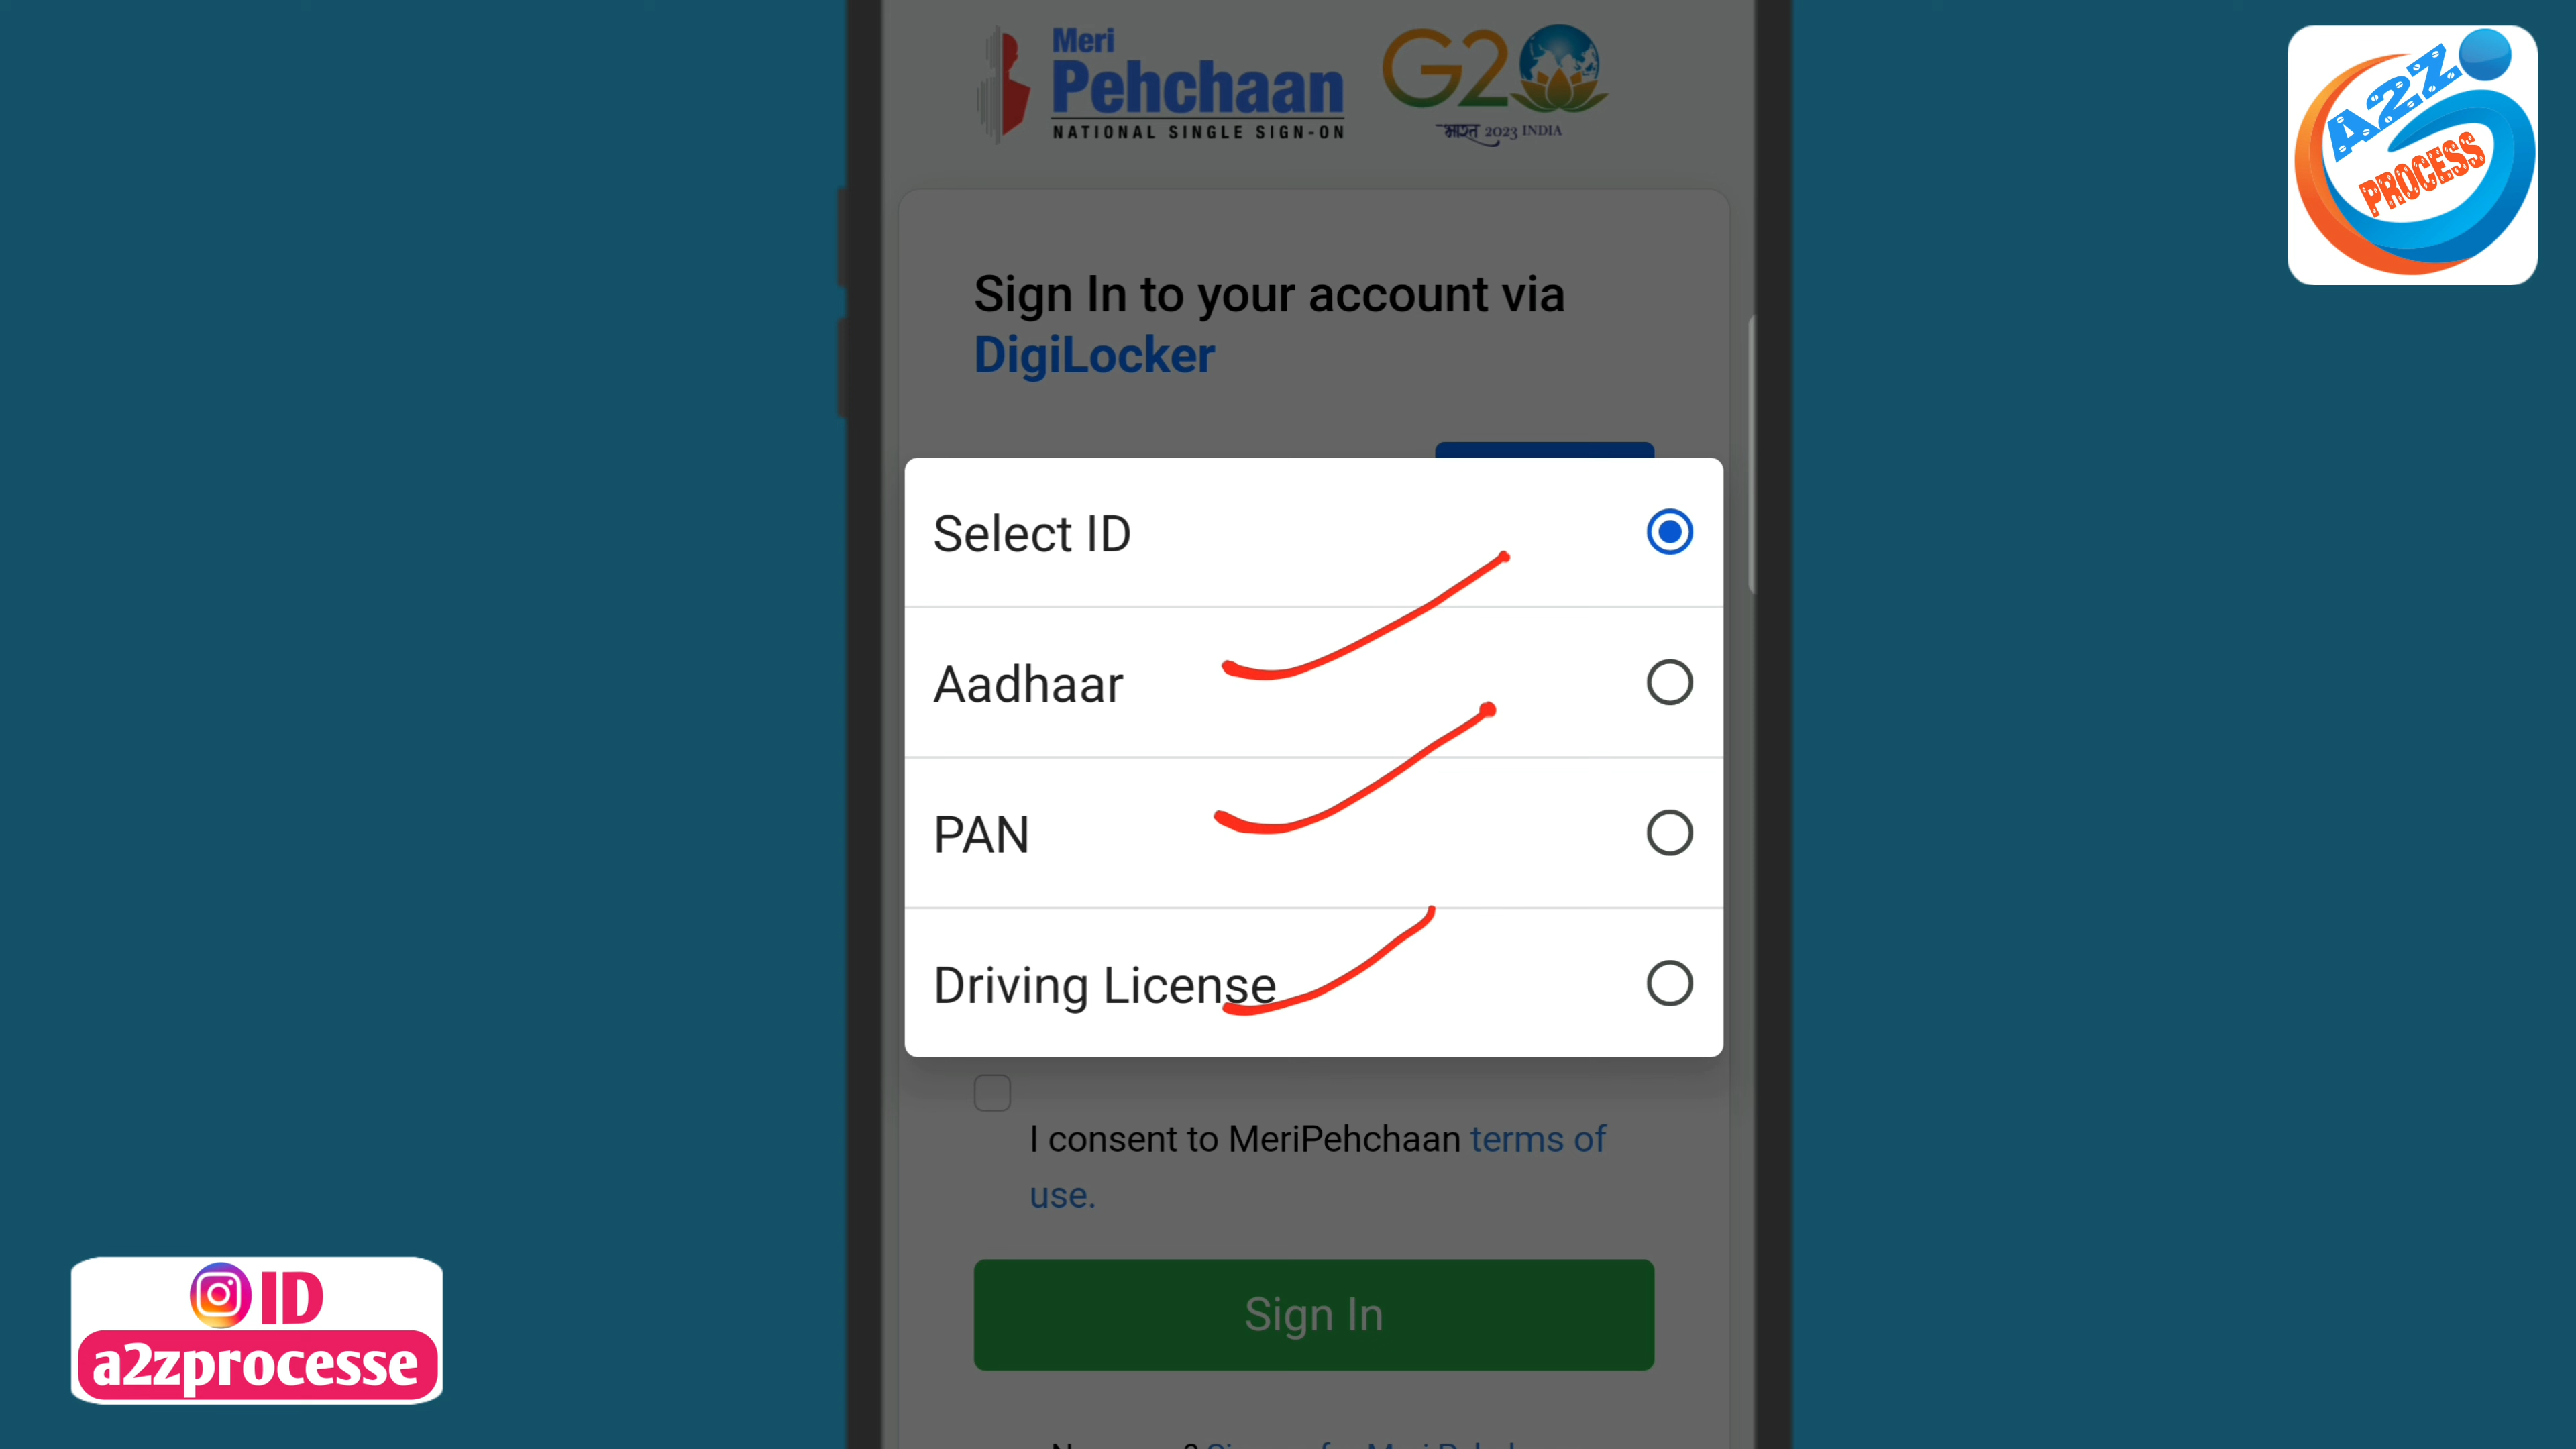 Meri
Pehchaan
NATIONAL SINGLE SIGN-ON
G20
भारत 2023 INDIA
A2Z
PROCESS
Sign In to your account via
DigiLocker
Select ID
Aadhaar
PAN
Driving License
I consent to MeriPehchaan terms of
use.
Sign In
ID
a2zprocesse